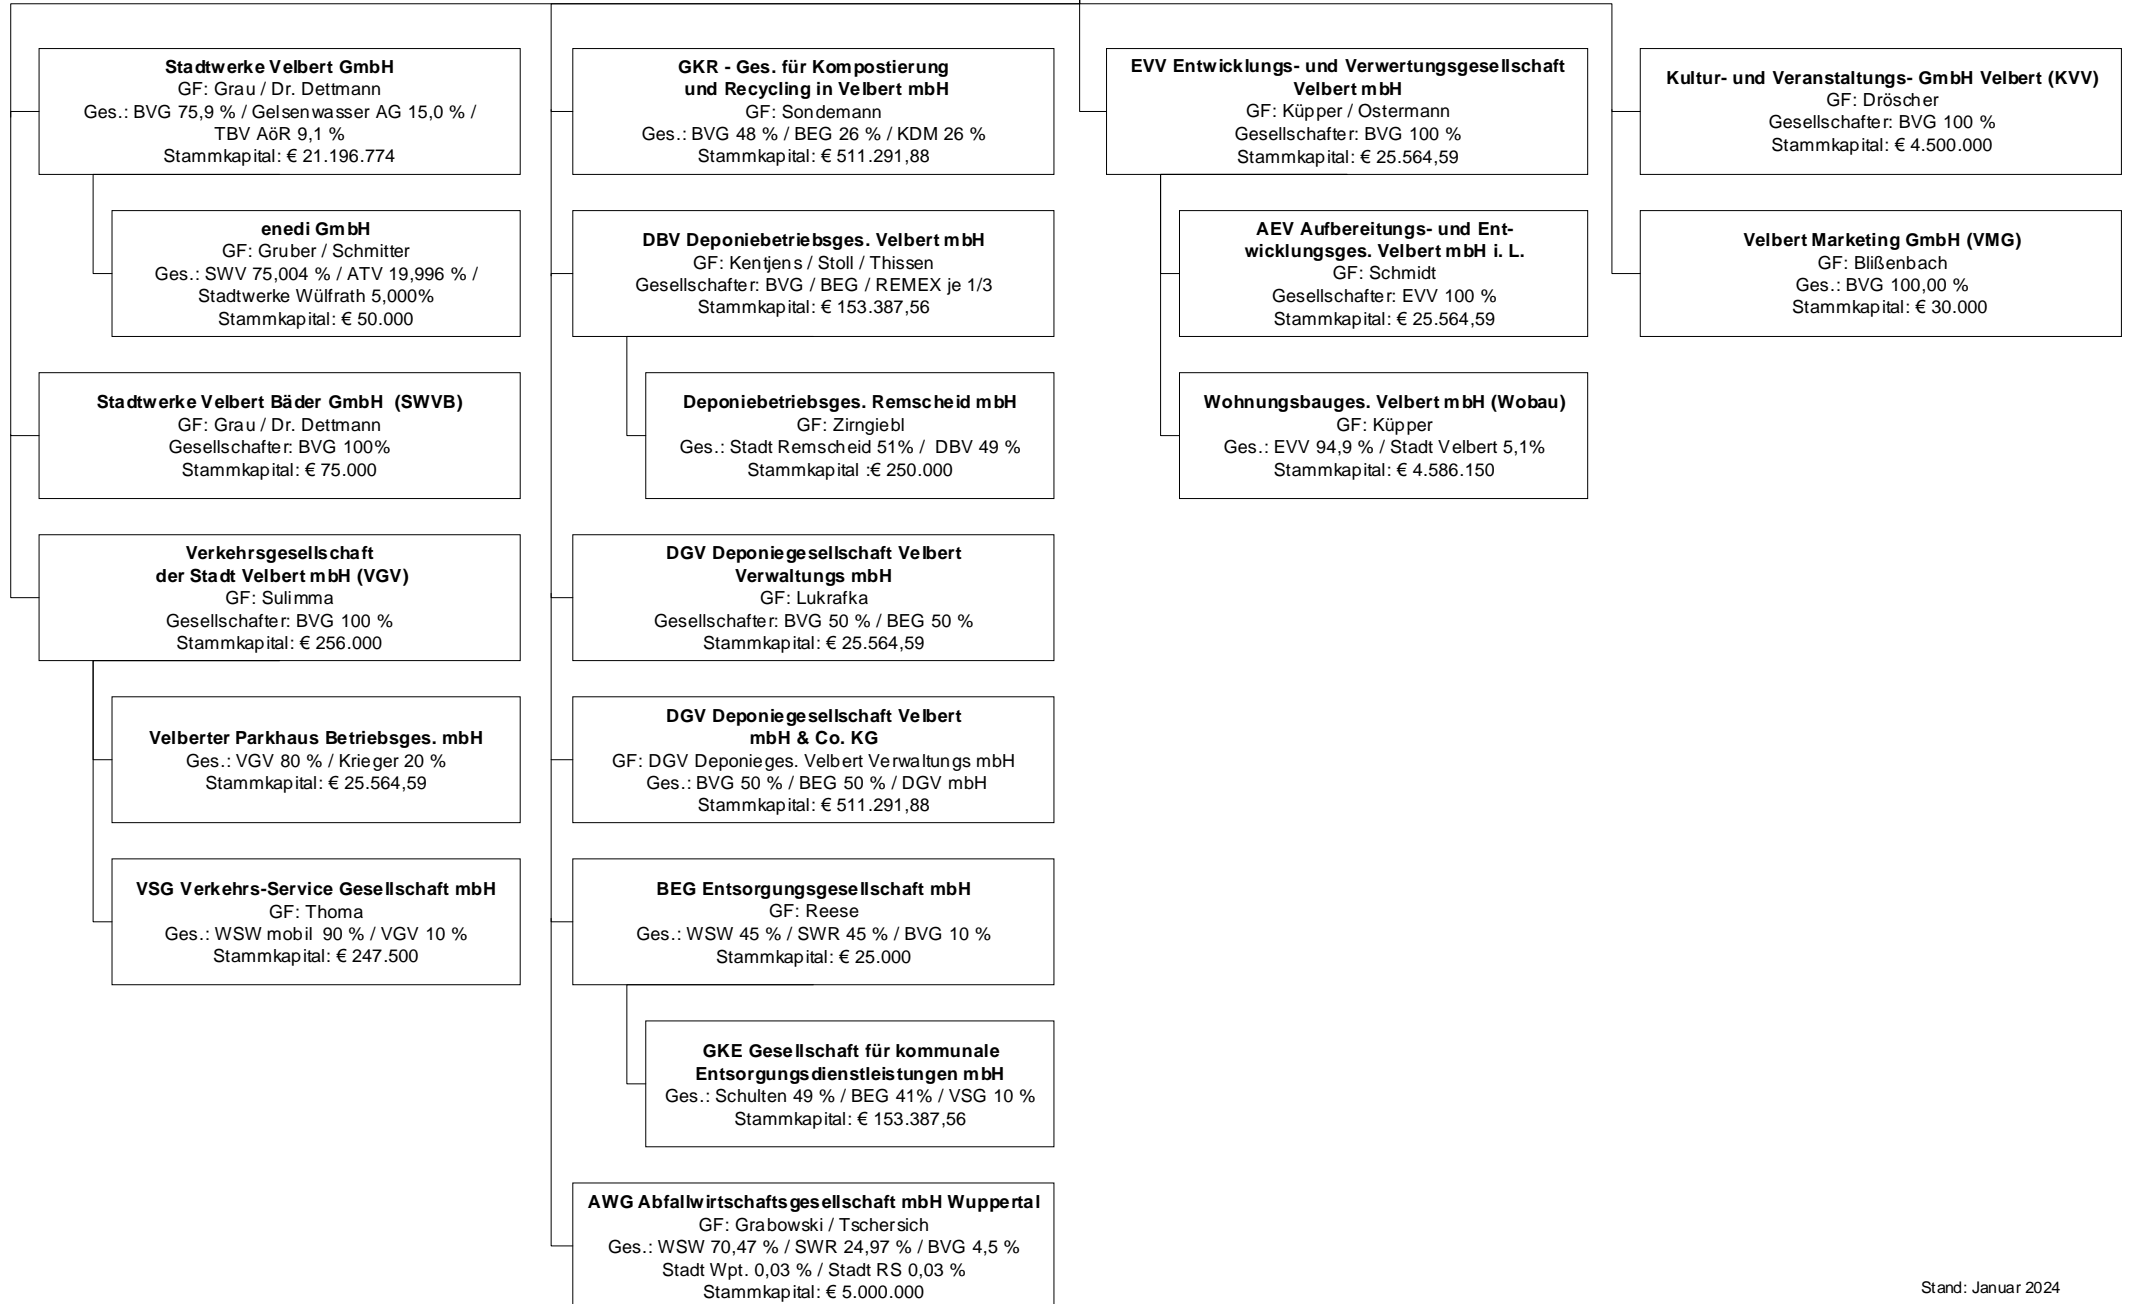 Stadtwerke Velbert GmbH
GF: Grau / Dr. Dettmann
Ges.: BVG 75,9 % / Gelsenwasser AG 15,0 % /
TBV AöR 9,1 %
Stammkapital: € 21.196.774
enedi GmbH
GF: Gruber / Schmitter
Ges.: SWV 75,004 % / ATV 19,996 % /
Stadtwerke Wülfrath 5,000%
Stammkapital: € 50.000
Stadtwerke Velbert Bäder GmbH (SWVB)
GF: Grau / Dr. Dettmann
Gesellschafter: BVG 100%
Stammkapital: € 75.000
Verkehrsgesellschaft
der Stadt Velbert mbH (VGV)
GF: Sulimma
Gesellschafter: BVG 100 %
Stammkapital: € 256.000
Velberter Parkhaus Betriebsges. mbH
Ges.: VGV 80 % / Krieger 20 %
Stammkapital: € 25.564,59
VSG Verkehrs-Service Gesellschaft mbH
GF: Thoma
Ges.: WSW mobil 90 % / VGV 10 %
Stammkapital: € 247.500
GKR - Ges. für Kompostierung
und Recycling in Velbert mbH
GF: Sondemann
Ges.: BVG 48 % / BEG 26 % / KDM 26 %
Stammkapital: € 511.291,88
DBV Deponiebetriebsges. Velbert mbH
GF: Kentjens / Stoll / Thissen
Gesellschafter: BVG / BEG / REMEX je 1/3
Stammkapital: € 153.387,56
Deponiebetriebsges. Remscheid mbH
GF: Zirngiebl
Ges.: Stadt Remscheid 51% / DBV 49 %
Stammkapital :€ 250.000
DGV Deponiegesellschaft Velbert
Verwaltungs mbH
GF: Lukrafka
Gesellschafter: BVG 50 % / BEG 50 %
Stammkapital: € 25.564,59
DGV Deponiegesellschaft Velbert
mbH & Co. KG
GF: DGV Deponieges. Velbert Verwaltungs mbH
Ges.: BVG 50 % / BEG 50 % / DGV mbH
Stammkapital: € 511.291,88
BEG Entsorgungsgesellschaft mbH
GF: Reese
Ges.: WSW 45 % / SWR 45 % / BVG 10 %
Stammkapital: € 25.000
GKE Gesellschaft für kommunale
Entsorgungsdienstleistungen mbH
Ges.: Schulten 49 % / BEG 41% / VSG 10 %
Stammkapital: € 153.387,56
AWG Abfallwirtschaftsgesellschaft mbH Wuppertal
GF: Grabowski / Tschersich
Ges.: WSW 70,47 % / SWR 24,97 % / BVG 4,5 %
Stadt Wpt. 0,03 % / Stadt RS 0,03 %
Stammkapital: € 5.000.000
EVV Entwicklungs- und Verwertungsgesellschaft
Velbert mbH
GF: Küpper / Ostermann
Gesellschafter: BVG 100 %
Stammkapital: € 25.564,59
AEV Aufbereitungs- und Ent-
wicklungsges. Velbert mbH i. L.
GF: Schmidt
Gesellschafter: EVV 100 %
Stammkapital: € 25.564,59
Wohnungsbauges. Velbert mbH (Wobau)
GF: Küpper
Ges.: EVV 94,9 % / Stadt Velbert 5,1%
Stammkapital: € 4.586.150
Kultur- und Veranstaltungs- GmbH Velbert (KVV)
GF: Dröscher
Gesellschafter: BVG 100 %
Stammkapital: € 4.500.000
Velbert Marketing GmbH (VMG)
GF: Blißenbach
Ges.: BVG 100,00 %
Stammkapital: € 30.000
Stand: Januar 2024